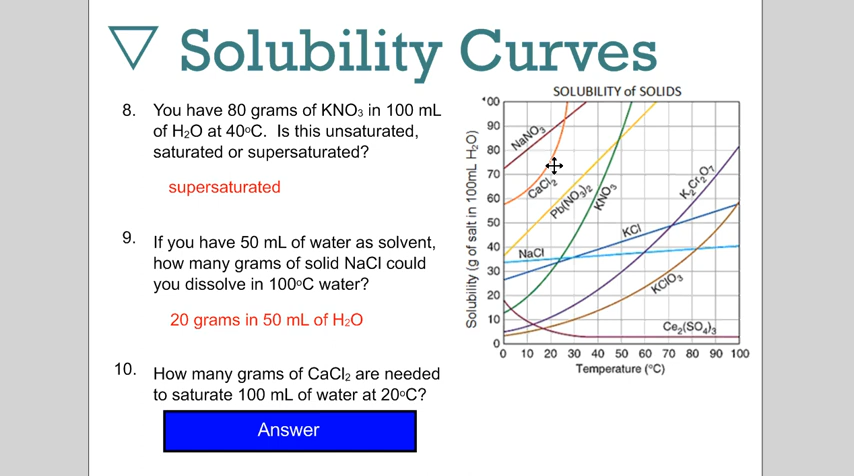 Solubility Curves
8. You have 80 grams of KNO₃ in 100 mL
of H₂O at 40ºC. Is this unsaturated,
saturated or supersaturated?
supersaturated
9. If you have 50 mL of water as solvent,
how many grams of solid NaCl could
you dissolve in 100ºC water?
20 grams in 50 mL of H₂O
10. How many grams of CaCl₂ are needed
to saturate 100 mL of water at 20ºC?
Answer
SOLUBILITY of SOLIDS
Solubility (g of salt in 100mL H₂O)
100
90
80
70
60
50
40
30
20
10
0
NaNO₃
CaCl₂
Pb(NO₃)₂
KNO₃
K₂Cr₂O₇
KCl
NaCl
KClO₃
Ce₂(SO₄)₃
0 10 20 30 40 50 60 70 80 90 100
Temperature (°C)